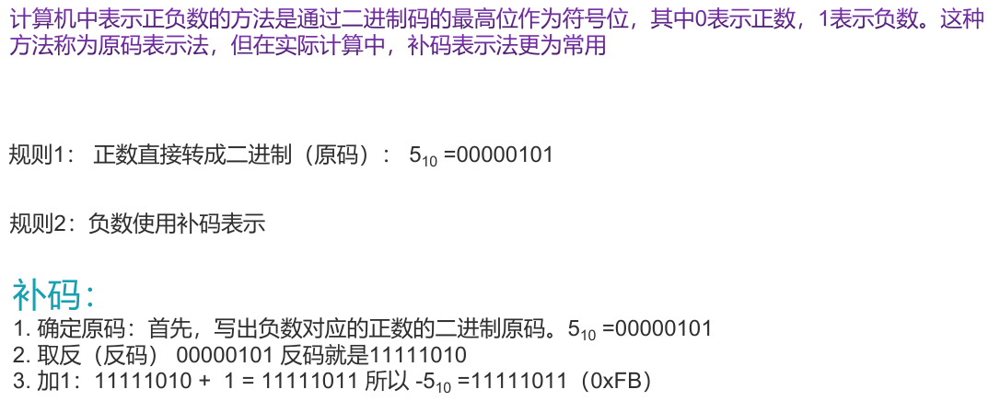 计算机中表示正负数的方法是通过二进制码的最高位作为符号位，其中0表示正数，1表示负数。这种
方法称为原码表示法，但在实际计算中，补码表示法更为常用
规则1： 正数直接转成二进制（原码）： 5₁₀ =00000101
规则2：负数使用补码表示
补码：
1. 确定原码：首先，写出负数对应的正数的二进制原码。5₁₀ =00000101
2. 取反（反码） 00000101 反码就是11111010
3. 加1：11111010 + 1 = 11111011 所以 -5₁₀ =11111011（0xFB）